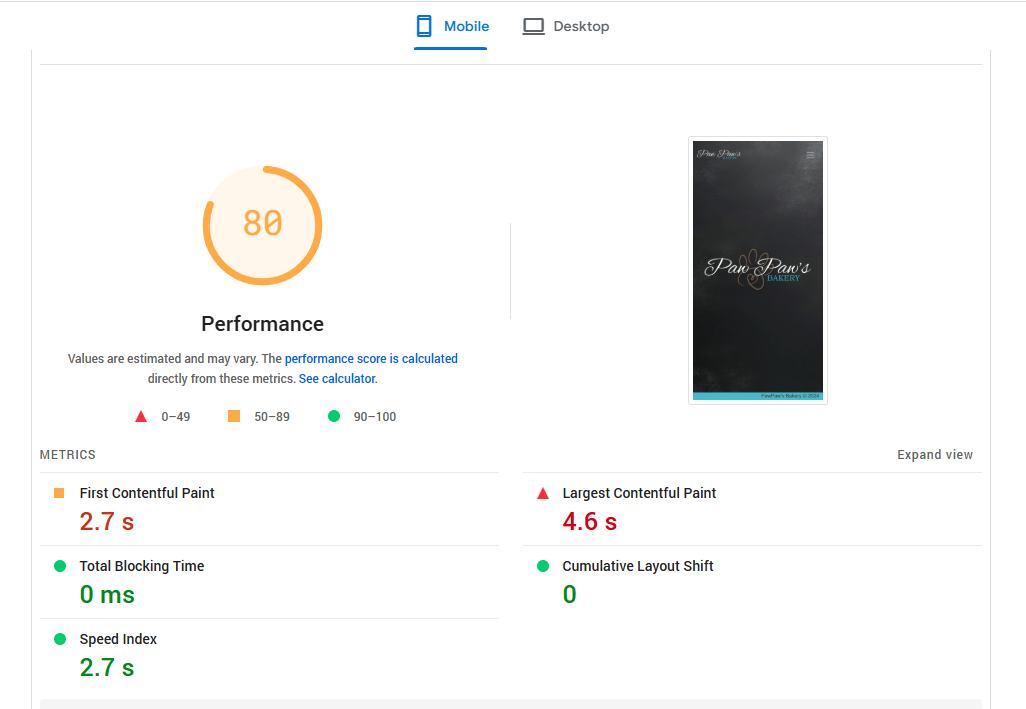 Mobile
Desktop
80
Performance
Values are estimated and may vary. The performance score is calculated
directly from these metrics. See calculator.
0–49
50–89
90–100
Paw Paw's
Paw Paw's
BAKERY
PawPaw's Bakery © 2024
METRICS
Expand view
First Contentful Paint
2.7 s
Largest Contentful Paint
4.6 s
Total Blocking Time
0 ms
Cumulative Layout Shift
0
Speed Index
2.7 s